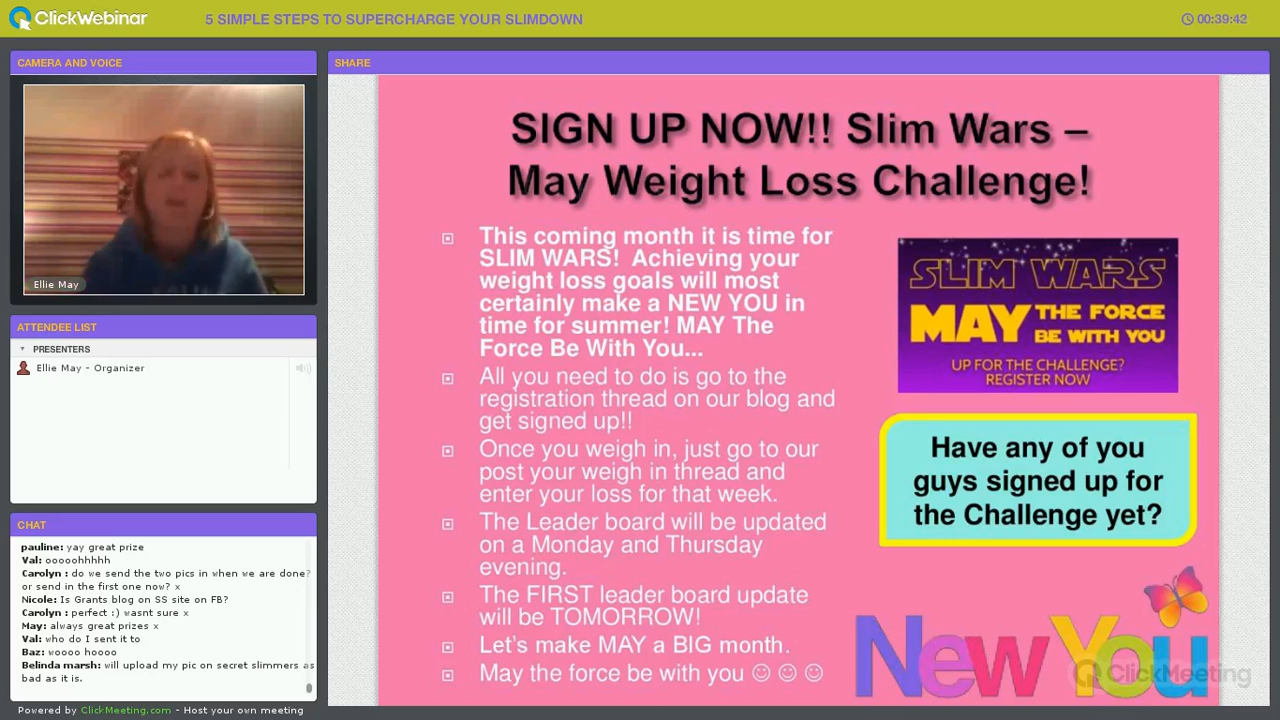 ClickWebinar
5 SIMPLE STEPS TO SUPERCHARGE YOUR SLIMDOWN
00:39:42
CAMERA AND VOICE
Ellie May
ATTENDEE LIST
PRESENTERS
Ellie May - Organizer
CHAT
pauline: yay great prize
Val: ooooohhhhh
Carolyn : do we send the two pics in when we are done?
or send in the first one now? x
Nicole: Is Grants blog on SS site on FB?
Carolyn : perfect :) wasnt sure x
May: always great prizes x
Val: who do I sent it to
Baz: woooo hoooo
Belinda marsh: will upload my pic on secret slimmers as
bad as it is.
Powered by ClickMeeting.com - Host your own meeting
SHARE
SIGN UP NOW!! Slim Wars –
May Weight Loss Challenge!
This coming month it is time for
SLIM WARS! Achieving your
weight loss goals will most
certainly make a NEW YOU in
time for summer! MAY The
Force Be With You...
All you need to do is go to the
registration thread on our blog and
get signed up!!
Once you weigh in, just go to our
post your weigh in thread and
enter your loss for that week.
The Leader board will be updated
on a Monday and Thursday
evening.
The FIRST leader board update
will be TOMORROW!
Let's make MAY a BIG month.
May the force be with you ☺ ☺ ☺
SLIM WARS
MAY THE FORCE
BE WITH YOU
UP FOR THE CHALLENGE?
REGISTER NOW
Have any of you
guys signed up for
the Challenge yet?
New You
ClickMeeting